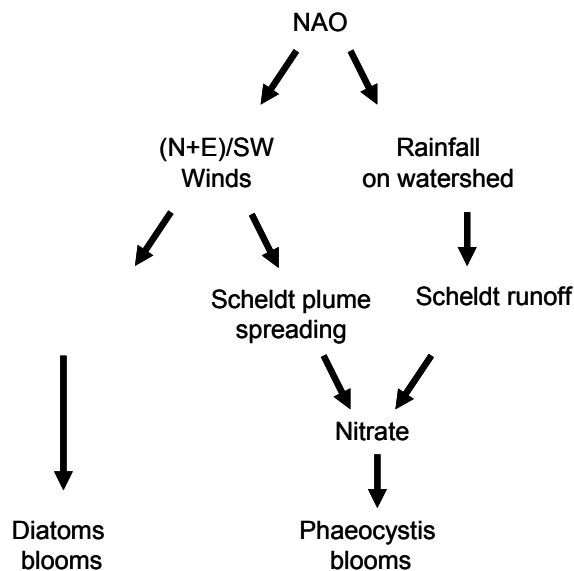 NAO
(N+E)/SW
Winds
Rainfall
on watershed
Scheldt plume
spreading
Scheldt runoff
Nitrate
Diatoms
blooms
Phaeocystis
blooms